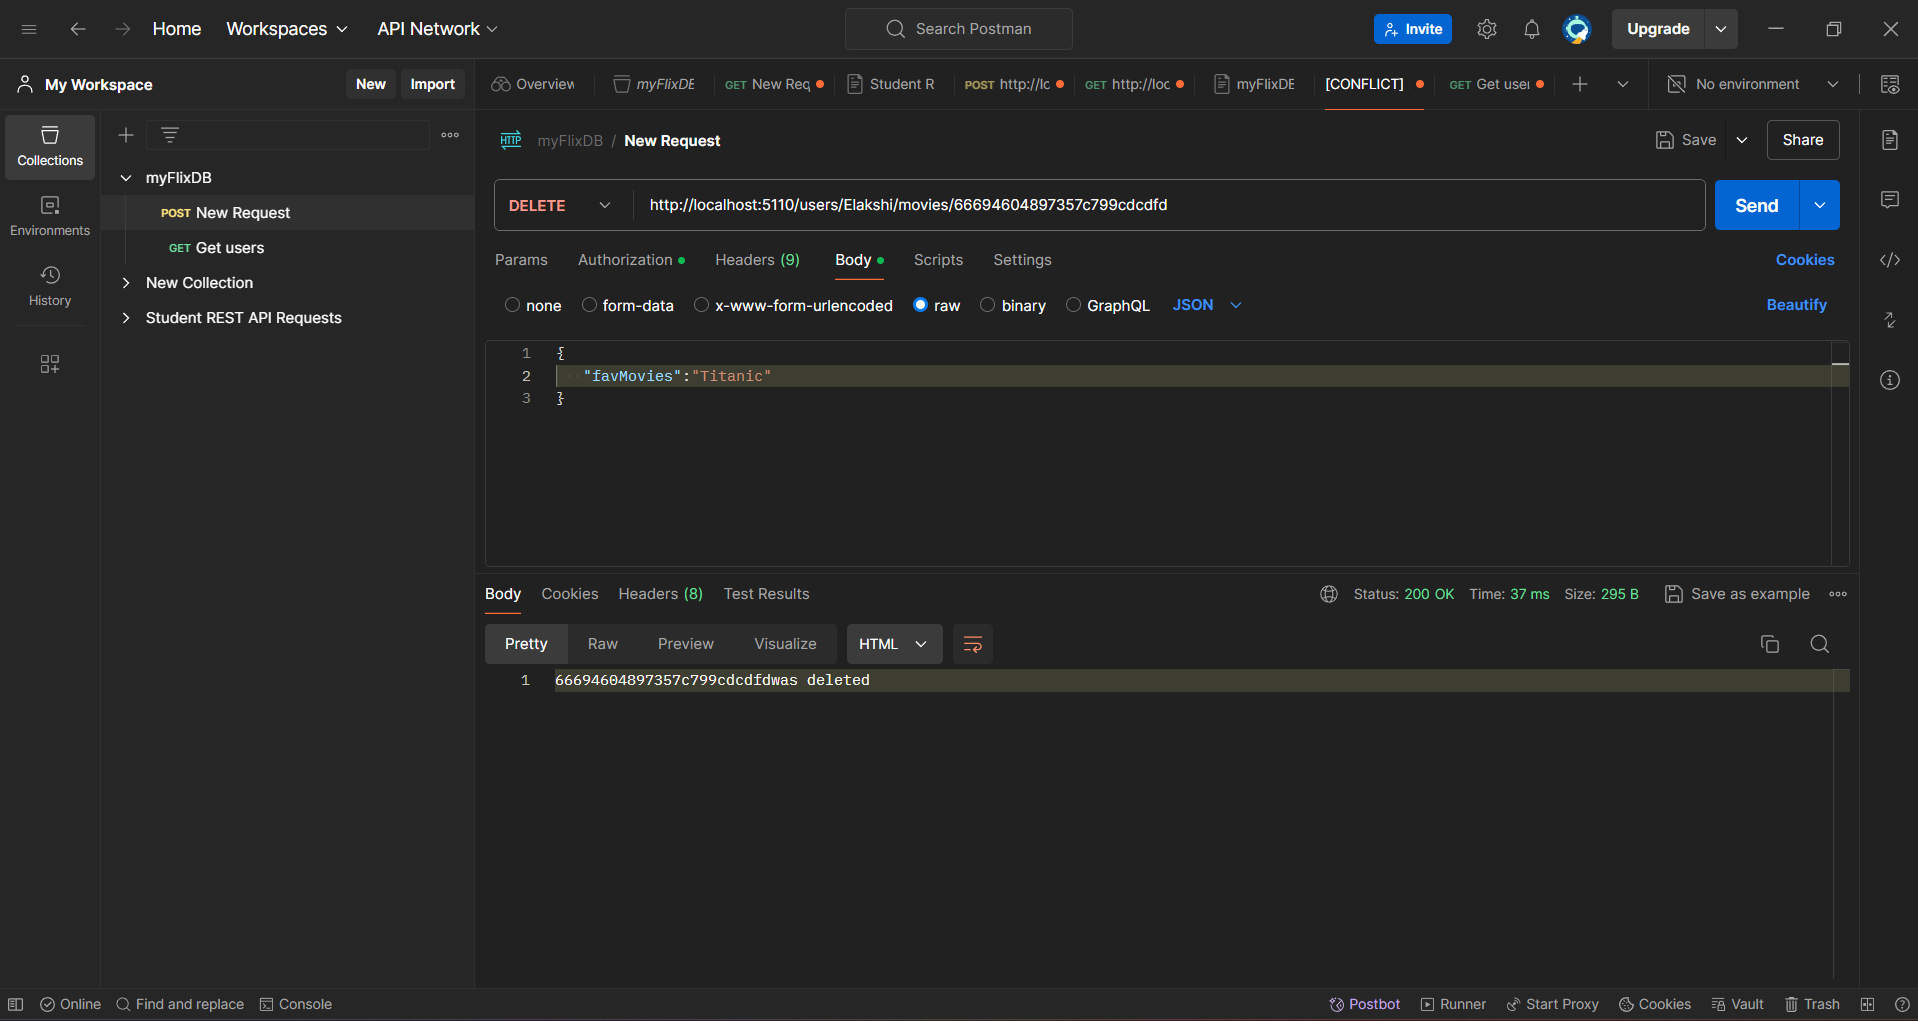 Home Workspaces API Network Search Postman Invite Upgrade
My Workspace New Import
Overview myFlixDB GET New Req Student R POST http://lc GET http://loc myFlixDB [CONFLICT] GET Get user No environment
Collections
Environments
History
myFlixDB
POST New Request
GET Get users
New Collection
Student REST API Requests
HTTP myFlixDB / New Request Save Share
DELETE http://localhost:5110/users/Elakshi/movies/66694604897357c799cdcdfd Send
Params Authorization Headers (9) Body Scripts Settings Cookies
none form-data x-www-form-urlencoded raw binary GraphQL JSON Beautify
1 {
2 "favMovies":"Titanic"
3 }
Body Cookies Headers (8) Test Results Status: 200 OK Time: 37 ms Size: 295 B Save as example
Pretty Raw Preview Visualize HTML
1 66694604897357c799cdcdfdwas deleted
Online Find and replace Console Postbot Runner Start Proxy Cookies Vault Trash